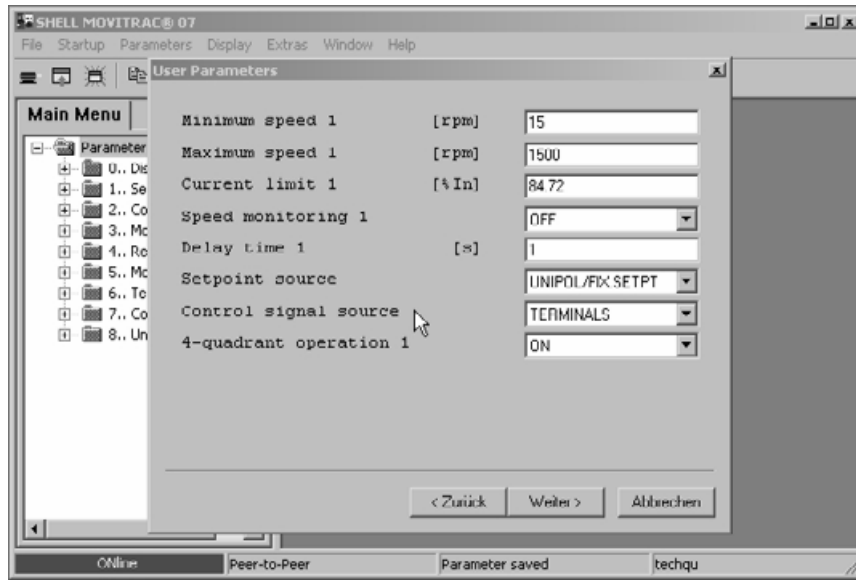 SHELL MOVITRAC® 07
File Startup Parameters Display Extras Window Help
User Parameters
Main Menu
Parameter
0.. Dis
1.. Se
2.. Co
3.. Mo
4.. Re
5.. Mo
6.. Te
7.. Co
8.. Un
Minimum speed 1 [rpm] 15
Maximum speed 1 [rpm] 1500
Current limit 1 [%In] 84.72
Speed monitoring 1 OFF
Delay time 1 [s] 1
Setpoint source UNIPOL/FIX.SETPT
Control signal source TERMINALS
4-quadrant operation 1 ON
< Zurück Weiter > Abbrechen
ONline Peer-to-Peer Parameter saved techqu